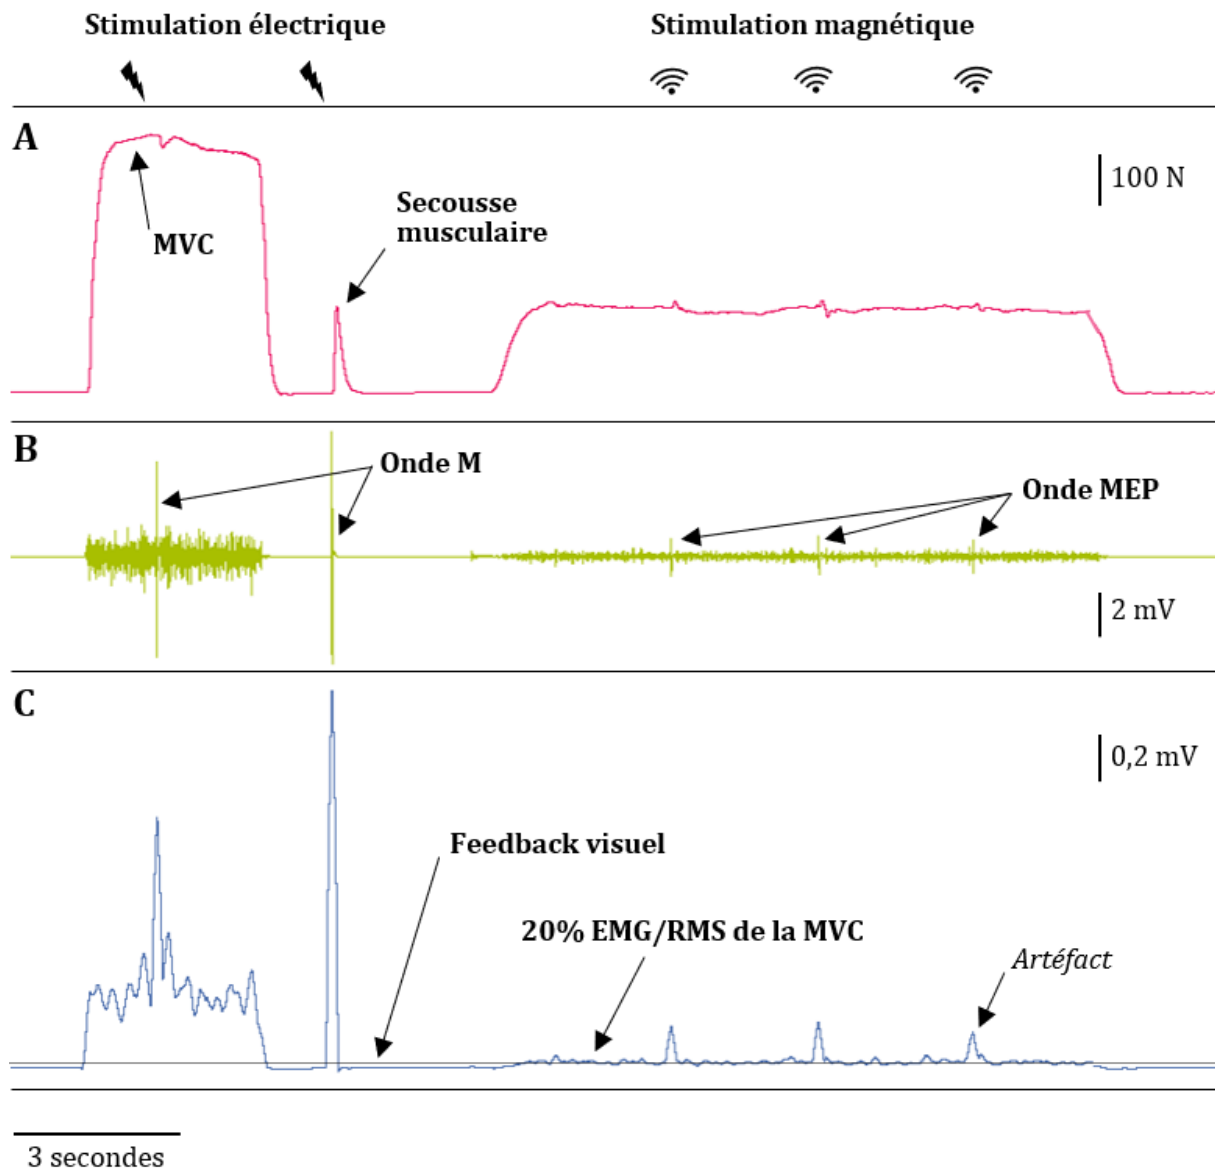 Stimulation électrique
Stimulation magnétique
A
100 N
MVC
Secousse
musculaire
B
Onde M
Onde MEP
2 mV
C
0,2 mV
Feedback visuel
20% EMG/RMS de la MVC
Artéfact
3 secondes